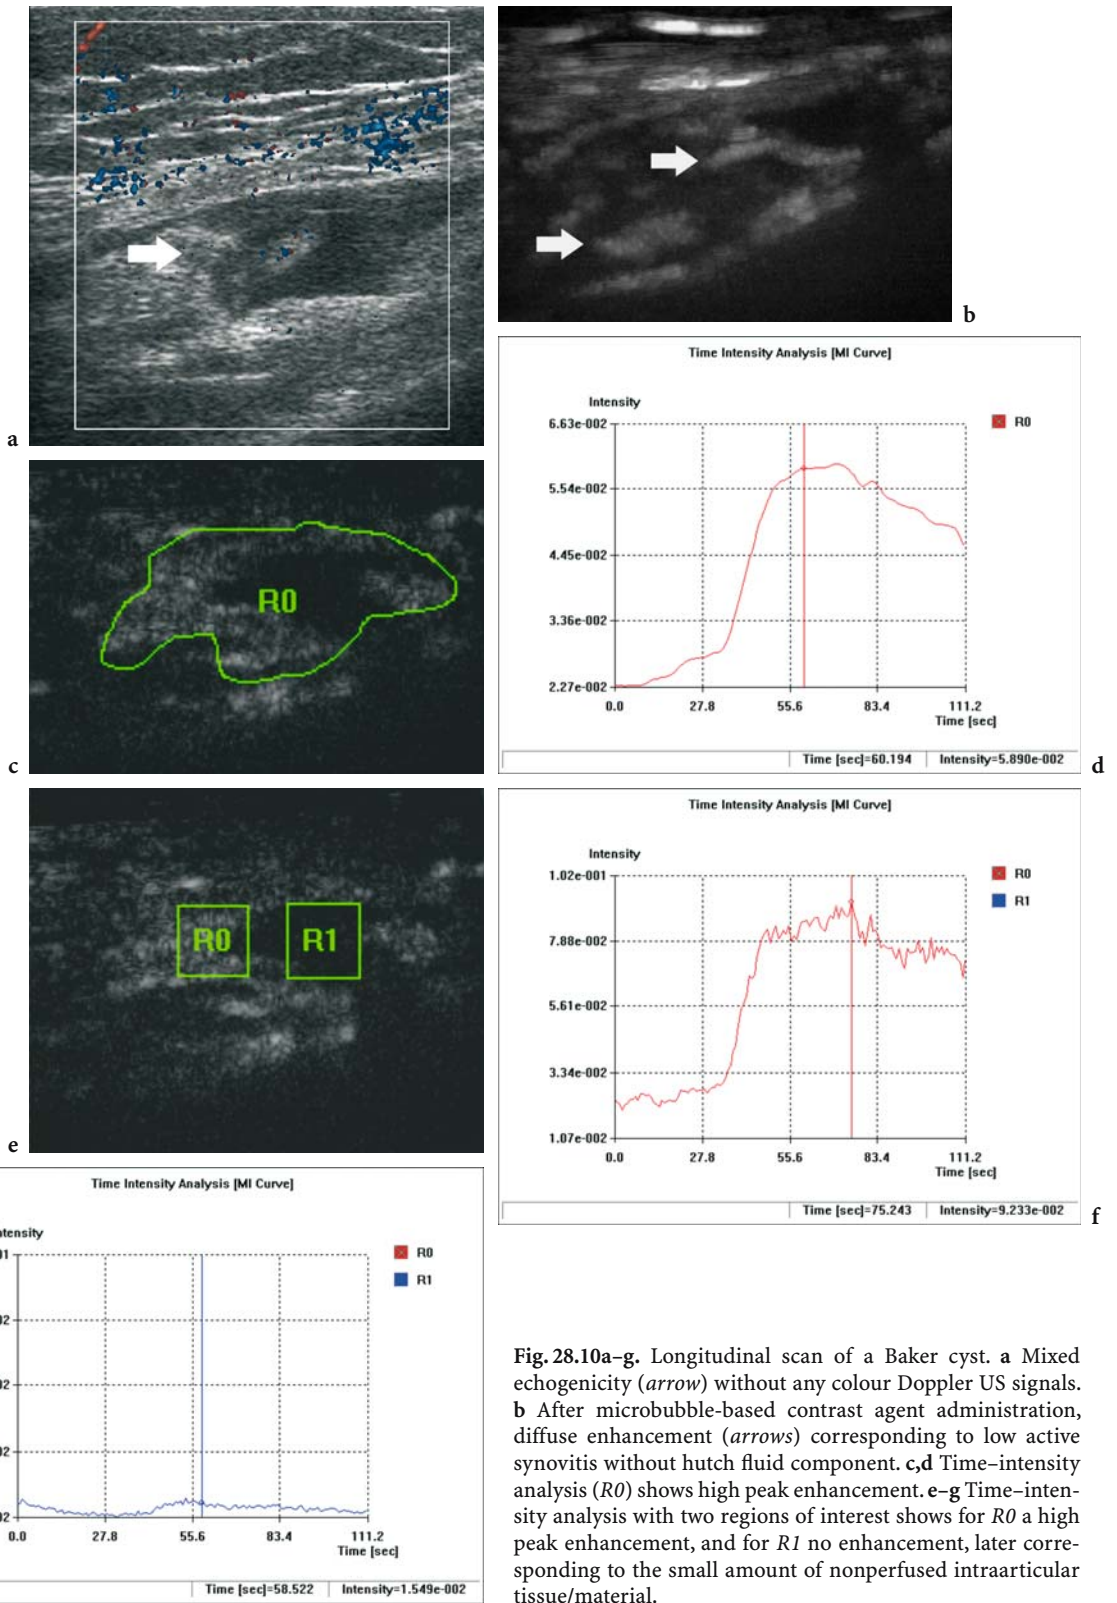 a
b
Time Intensity Analysis [MI Curve]
Intensity
6.63e-002
5.54e-002
4.45e-002
3.36e-002
2.27e-002
0.0 27.8 55.6 83.4 111.2
Time [sec]
R0
Time [sec]=60.194 Intensity=5.890e-002
d
R0
c
R0 R1
e
Time Intensity Analysis [MI Curve]
Intensity
1.02e-001
7.88e-002
5.61e-002
3.34e-002
1.07e-002
0.0 27.8 55.6 83.4 111.2
Time [sec]
R0
R1
Time [sec]=75.243 Intensity=9.233e-002
f
Time Intensity Analysis [MI Curve]
ntensity
01
02
02
02
02
0.0 27.8 55.6 83.4 111.2
Time [sec]
R0
R1
Time [sec]=58.522 Intensity=1.549e-002
Fig. 28.10a–g. Longitudinal scan of a Baker cyst. a Mixed
echogenicity (arrow) without any colour Doppler US signals.
b After microbubble-based contrast agent administration,
diffuse enhancement (arrows) corresponding to low active
synovitis without hutch fluid component. c,d Time–intensity
analysis (R0) shows high peak enhancement. e–g Time–inten-
sity analysis with two regions of interest shows for R0 a high
peak enhancement, and for R1 no enhancement, later corre-
sponding to the small amount of nonperfused intraarticular
tissue/material.